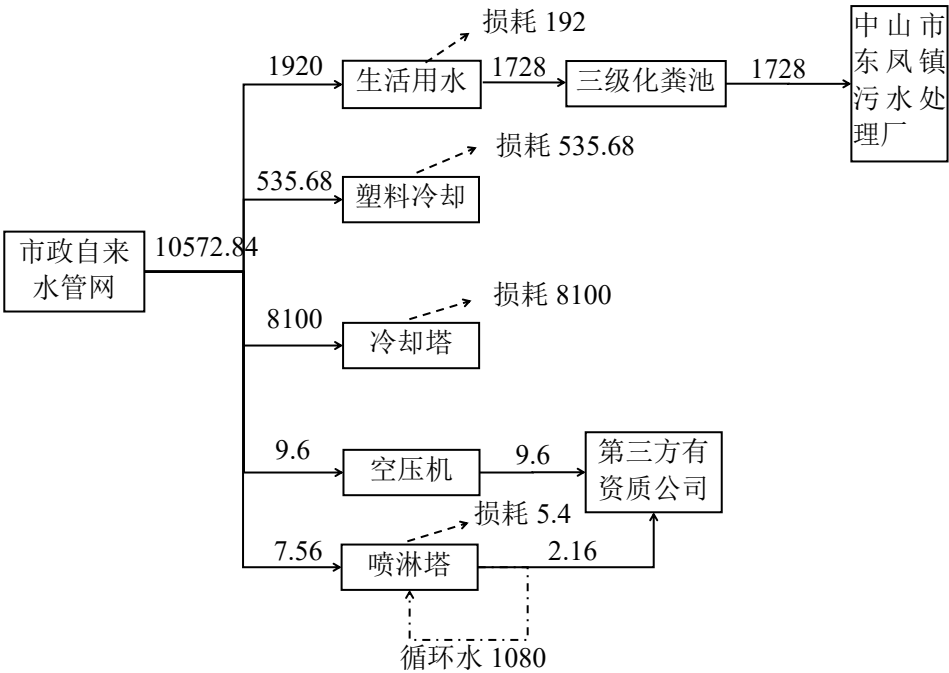 损耗 192
1920
生活用水
1728
三级化粪池
1728
中山市
东凤镇
污水处
理厂
损耗 535.68
535.68
塑料冷却
市政自来
水管网
10572.84
损耗 8100
8100
冷却塔
9.6
空压机
9.6
第三方有
资质公司
损耗 5.4
7.56
喷淋塔
2.16
循环水 1080